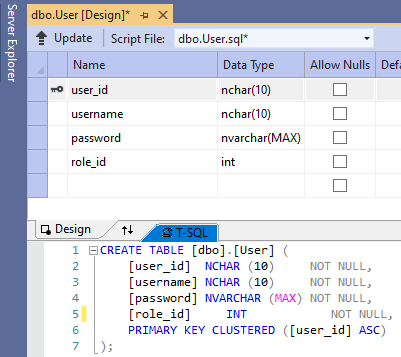 Server Explorer
dbo.User [Design]*
Update Script File: dbo.User.sql*
Name Data Type Allow Nulls Defa
user_id nchar(10)
username nchar(10)
password nvarchar(MAX)
role_id int
Design T-SQL
1 CREATE TABLE [dbo].[User] (
2 [user_id] NCHAR (10) NOT NULL,
3 [username] NCHAR (10) NOT NULL,
4 [password] NVARCHAR (MAX) NOT NULL,
5 [role_id] INT NOT NULL,
6 PRIMARY KEY CLUSTERED ([user_id] ASC)
7 );